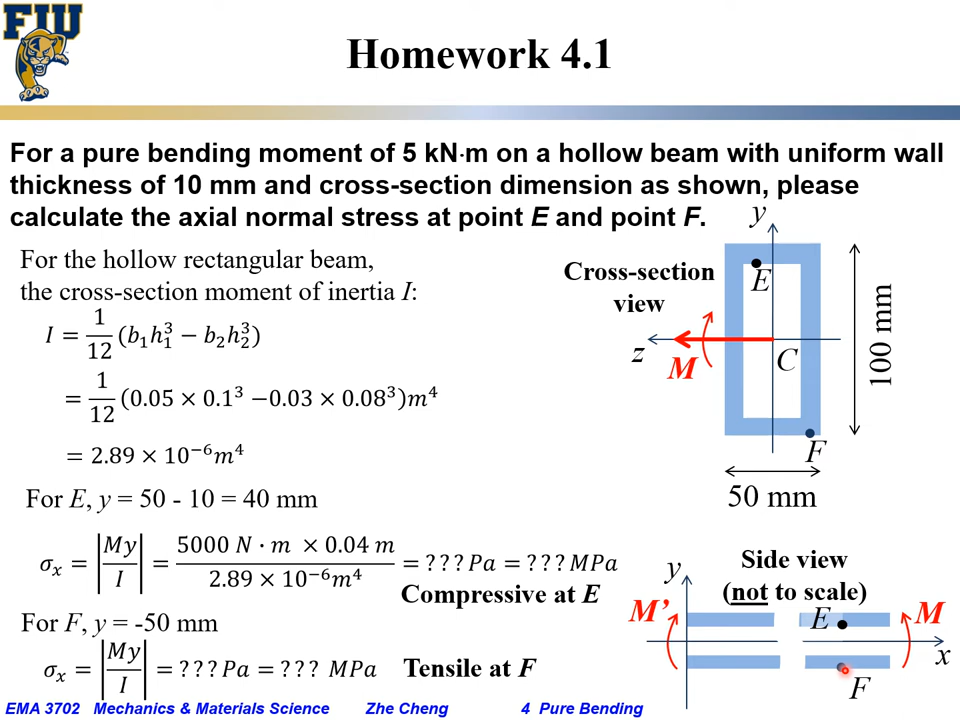 FIU
Homework 4.1
For a pure bending moment of 5 kN·m on a hollow beam with uniform wall
thickness of 10 mm and cross-section dimension as shown, please
calculate the axial normal stress at point E and point F.
For the hollow rectangular beam,
the cross-section moment of inertia I:
I = 1/12 (b₁h₁³ − b₂h₂³)
= 1/12 (0.05 × 0.1³ −0.03 × 0.08³)m⁴
= 2.89 × 10⁻⁶m⁴
For E, y = 50 - 10 = 40 mm
σₓ = |My/I| = (5000 N · m × 0.04 m)/(2.89 × 10⁻⁶m⁴) = ??? Pa = ??? MPa
Compressive at E
For F, y = -50 mm
σₓ = |My/I| = ??? Pa = ??? MPa Tensile at F
Cross-section
view
y
E
z
M
C
100 mm
F
50 mm
Side view
(not to scale)
y
M’
E
M
x
F
EMA 3702 Mechanics & Materials Science Zhe Cheng 4 Pure Bending